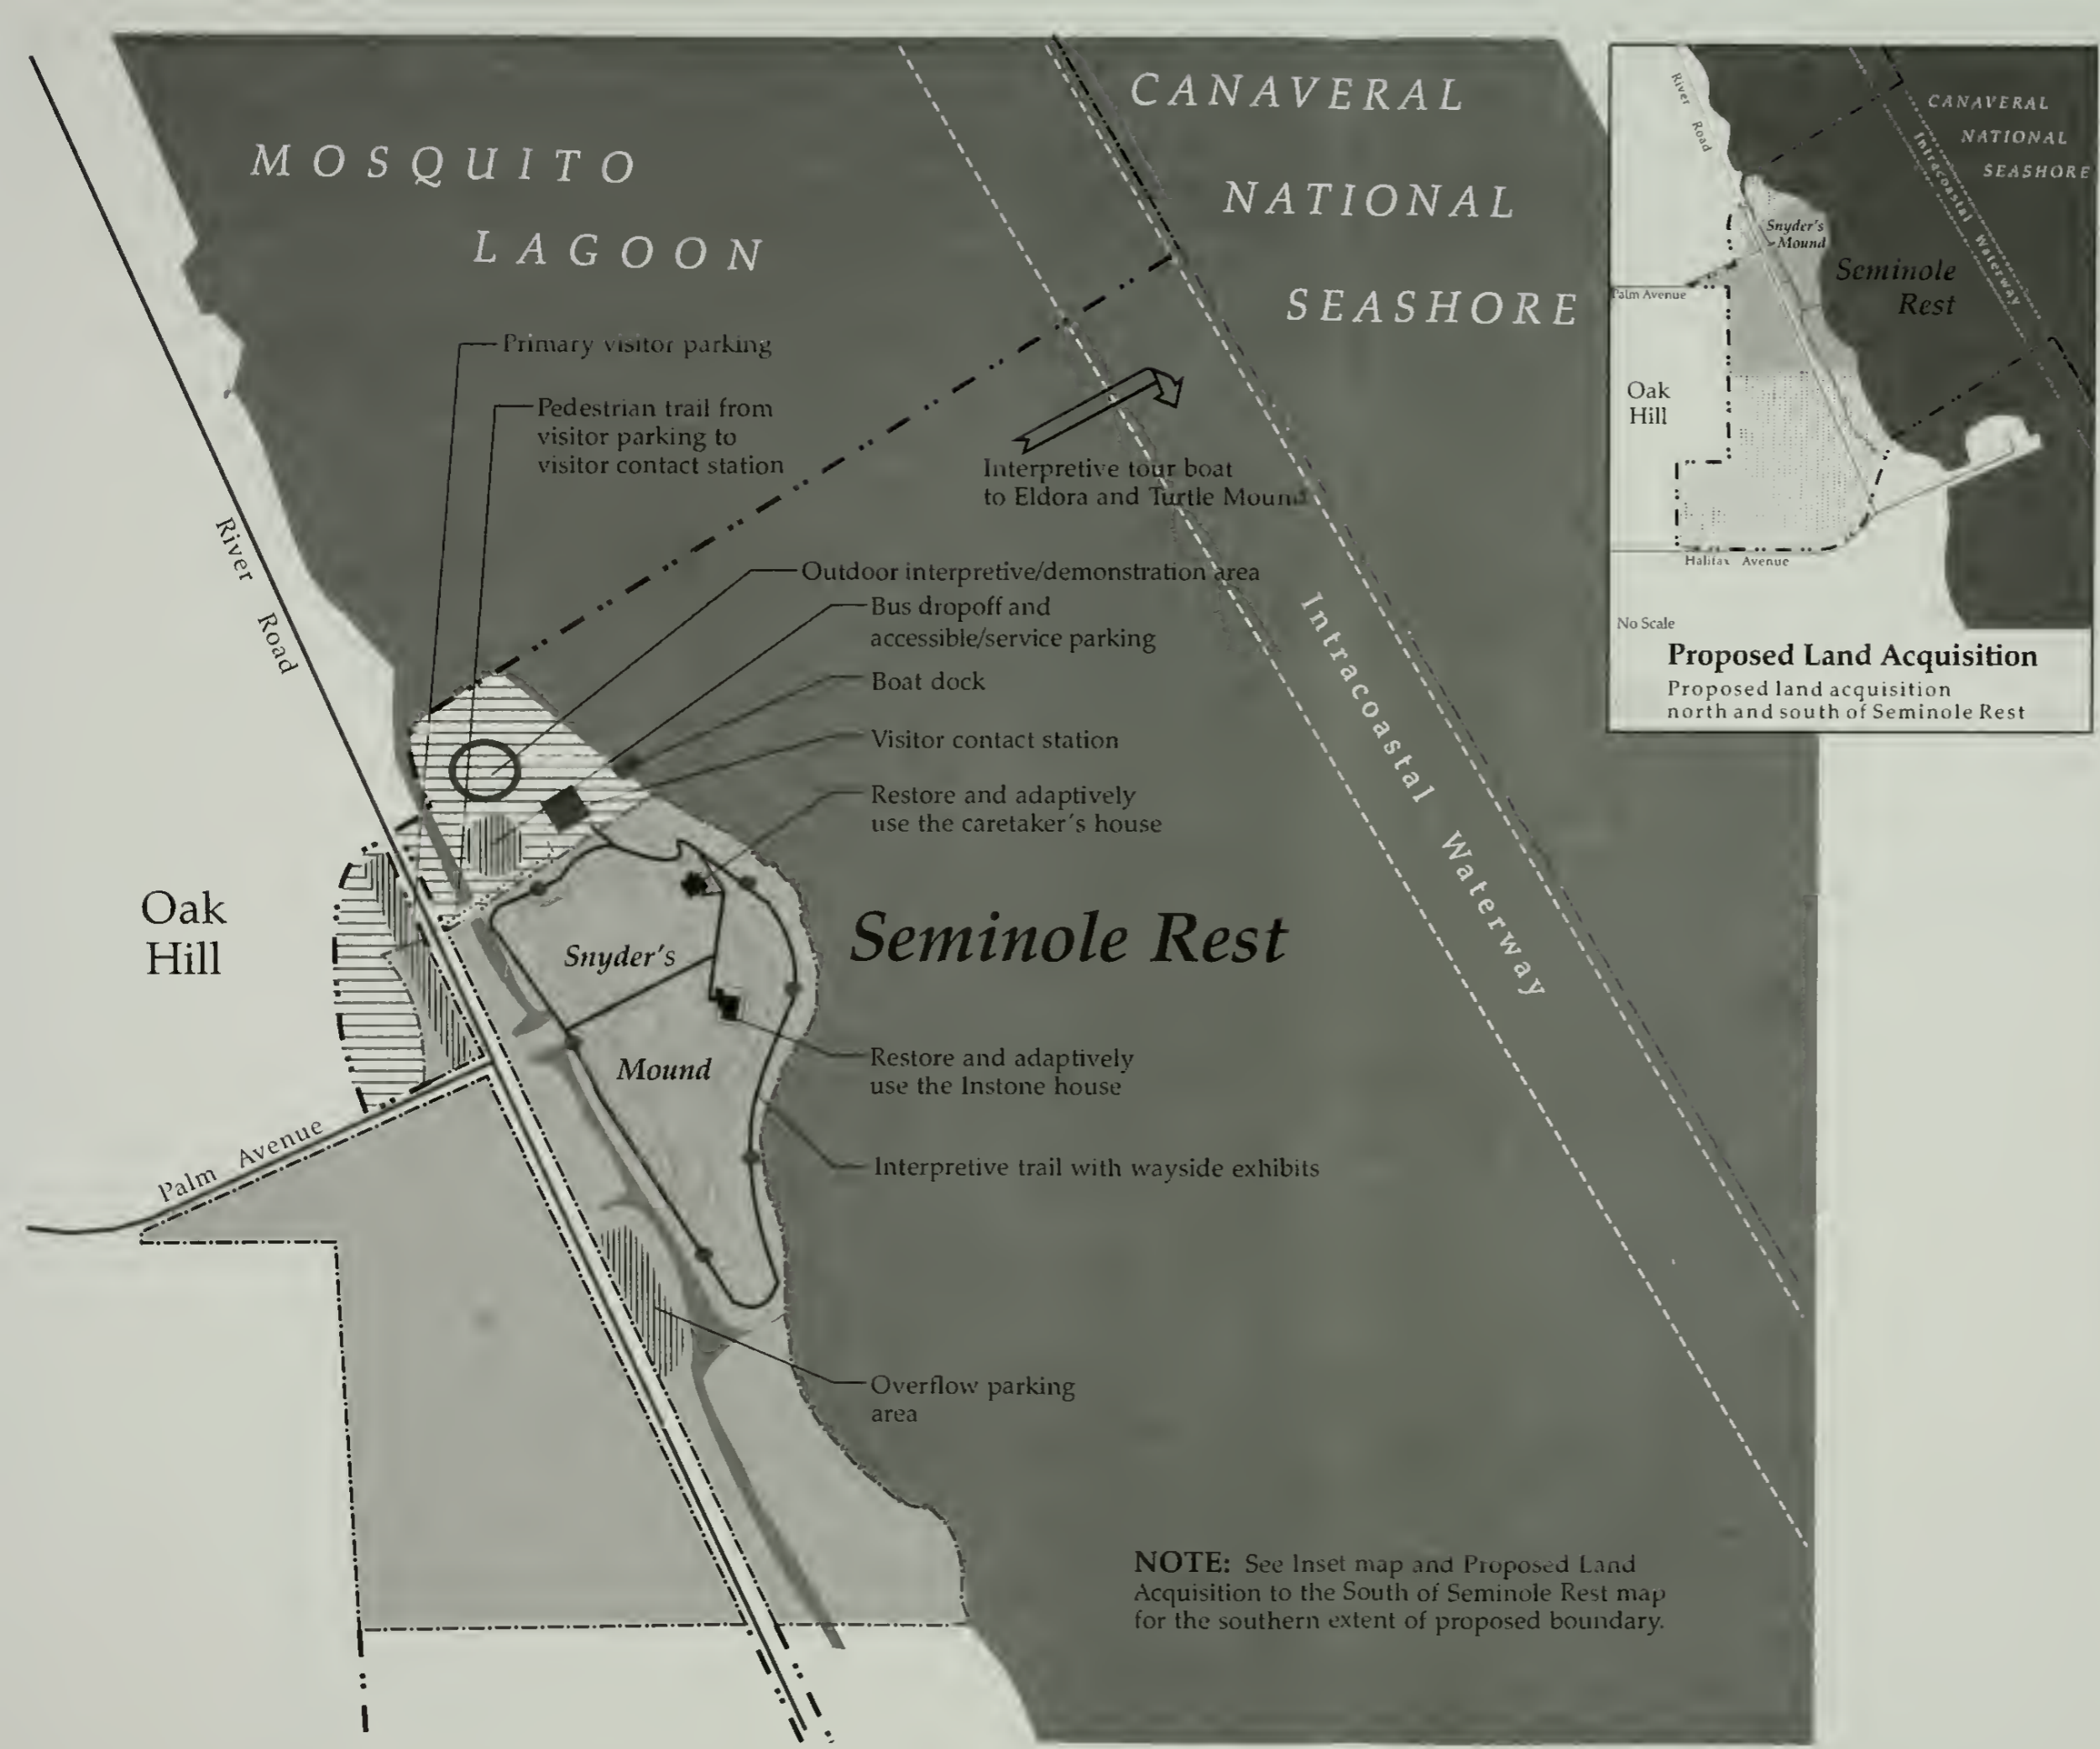 MOSQUITO
LAGOON
CANAVERAL
NATIONAL
SEASHORE
Primary visitor parking
Pedestrian trail from
visitor parking to
visitor contact station
Interpretive tour boat
to Eldora and Turtle Mound
River Road
Outdoor interpretive/demonstration area
Bus dropoff and
accessible/service parking
Boat dock
Visitor contact station
Restore and adaptively
use the caretaker's house
Intracoastal Waterway
Oak
Hill
Snyder's
Mound
Seminole Rest
Restore and adaptively
use the Instone house
Palm Avenue
Interpretive trail with wayside exhibits
Overflow parking
area
NOTE: See Inset map and Proposed Land
Acquisition to the South of Seminole Rest map
for the southern extent of proposed boundary.
River Road
CANAVERAL
NATIONAL
SEASHORE
Intracoastal Waterway
Snyder's
Mound
Seminole
Rest
Palm Avenue
Oak
Hill
Halifax Avenue
No Scale
Proposed Land Acquisition
Proposed land acquisition
north and south of Seminole Rest